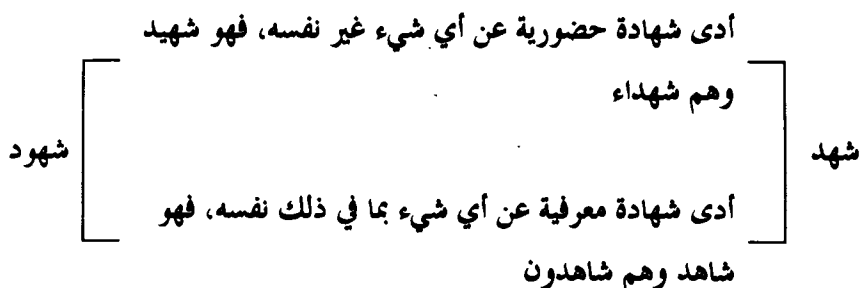 أدى شهادة حضورية عن أي شيء غير نفسه، فهو شهيد
وهم شهداء
شهد
شهود
أدى شهادة معرفية عن أي شيء بما في ذلك نفسه، فهو
شاهد وهم شاهدون